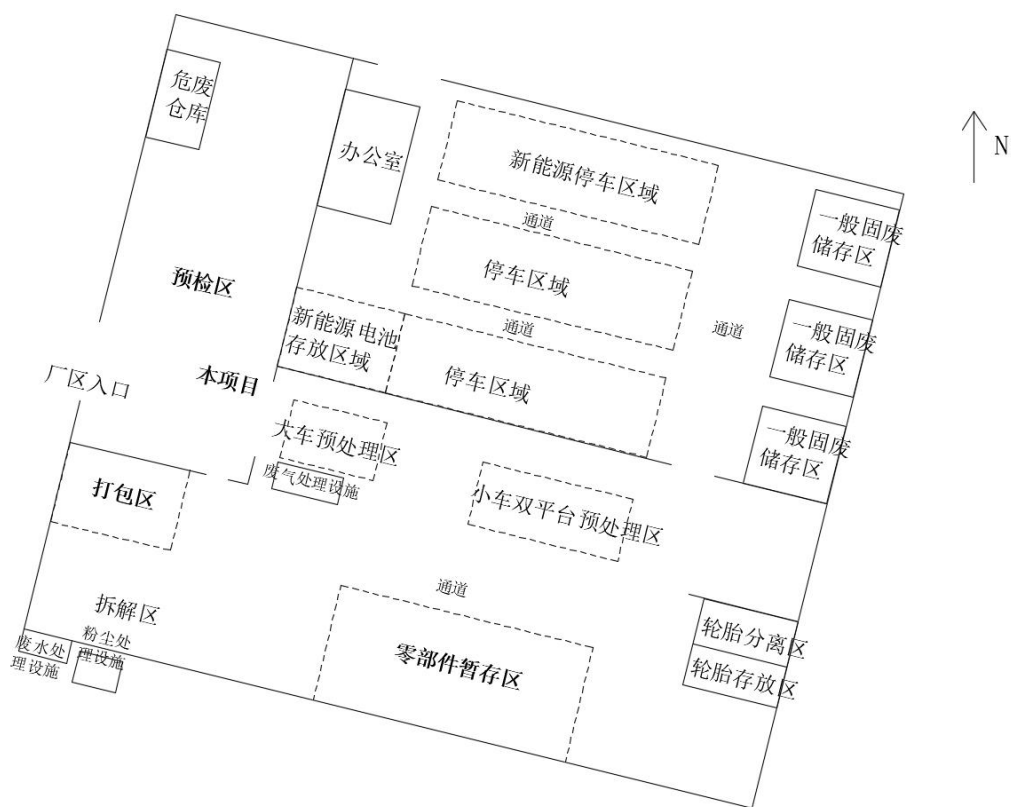 危废
仓库
办公室
新能源停车区域
通道
停车区域
一般固废
储存区
N
预检区
新能源电池
存放区域
通道
通道
一般固废
储存区
厂区入口
本项目
停车区域
大车预处理区
废气处理设施
一般固废
储存区
打包区
小车双平台预处理区
通道
拆解区
粉尘处
理设施
废水处
理设施
零部件暂存区
轮胎分离区
轮胎存放区